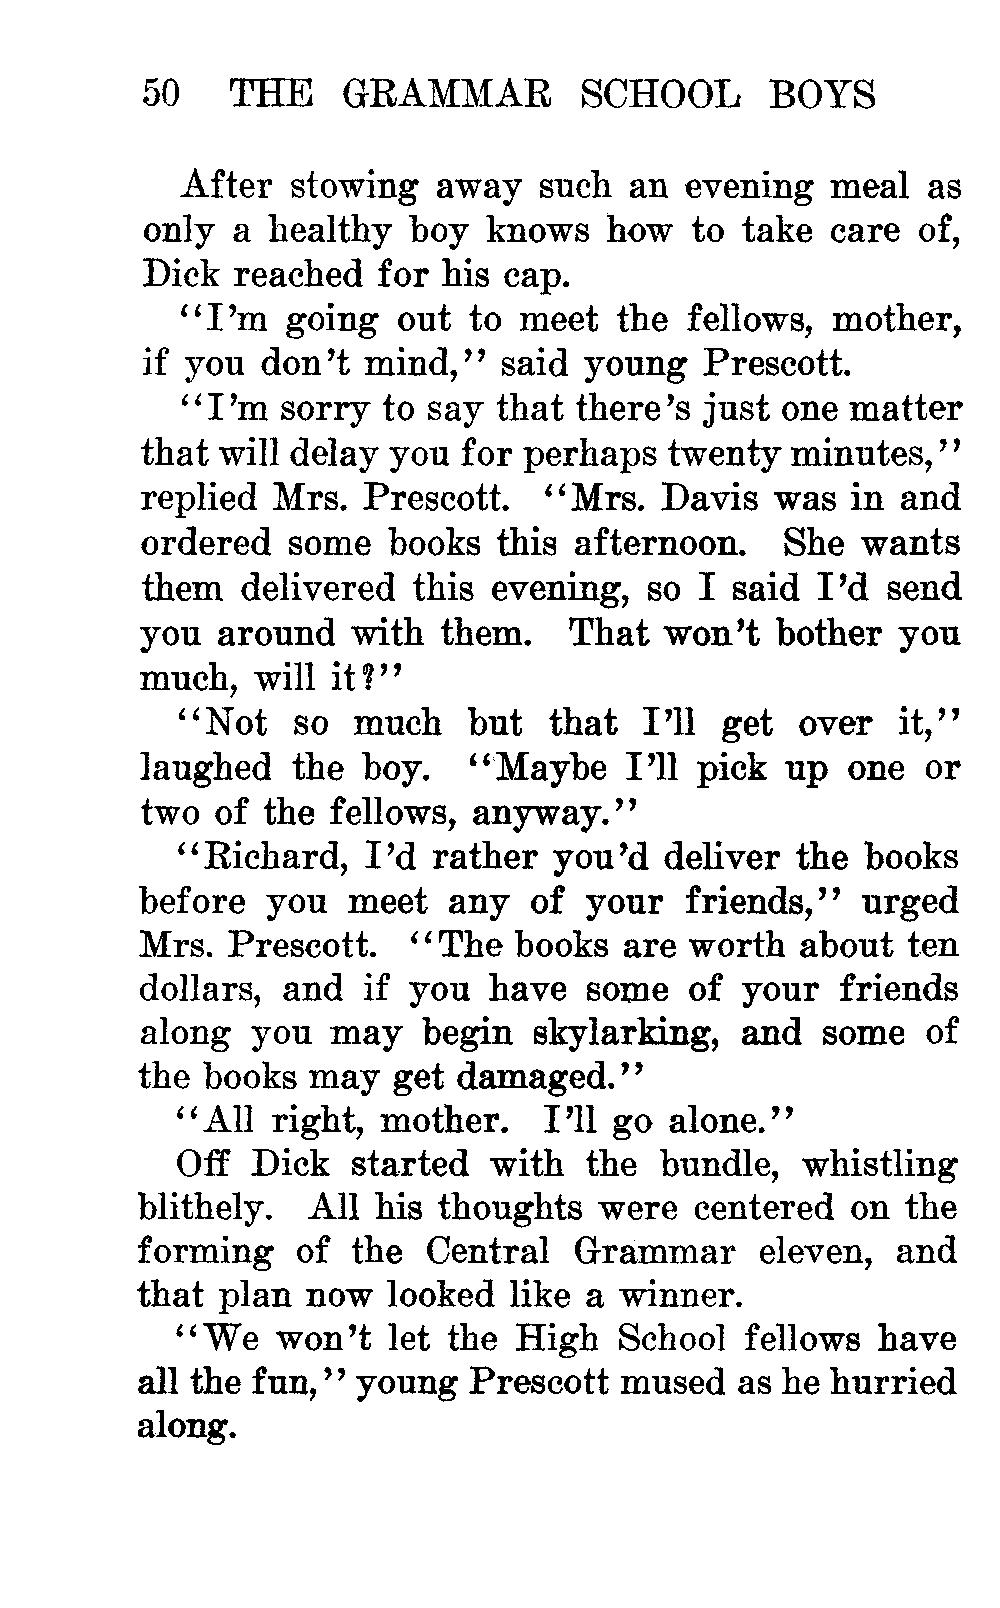 50 THE GRAMMAR SCHOOL BOYS
After stowing away such an evening meal as
only a healthy boy knows how to take care of,
Dick reached for his cap.
"I'm going out to meet the fellows, mother,
if you don't mind," said young Prescott.
"I'm sorry to say that there's just one matter
that will delay you for perhaps twenty minutes,"
replied Mrs. Prescott. "Mrs. Davis was in and
ordered some books this afternoon. She wants
them delivered this evening, so I said I'd send
you around with them. That won't bother you
much, will it?"
"Not so much but that I'll get over it,"
laughed the boy. "Maybe I'll pick up one or
two of the fellows, anyway."
"Richard, I'd rather you'd deliver the books
before you meet any of your friends," urged
Mrs. Prescott. "The books are worth about ten
dollars, and if you have some of your friends
along you may begin skylarking, and some of
the books may get damaged."
"All right, mother. I'll go alone."
Off Dick started with the bundle, whistling
blithely. All his thoughts were centered on the
forming of the Central Grammar eleven, and
that plan now looked like a winner.
"We won't let the High School fellows have
all the fun," young Prescott mused as he hurried
along.